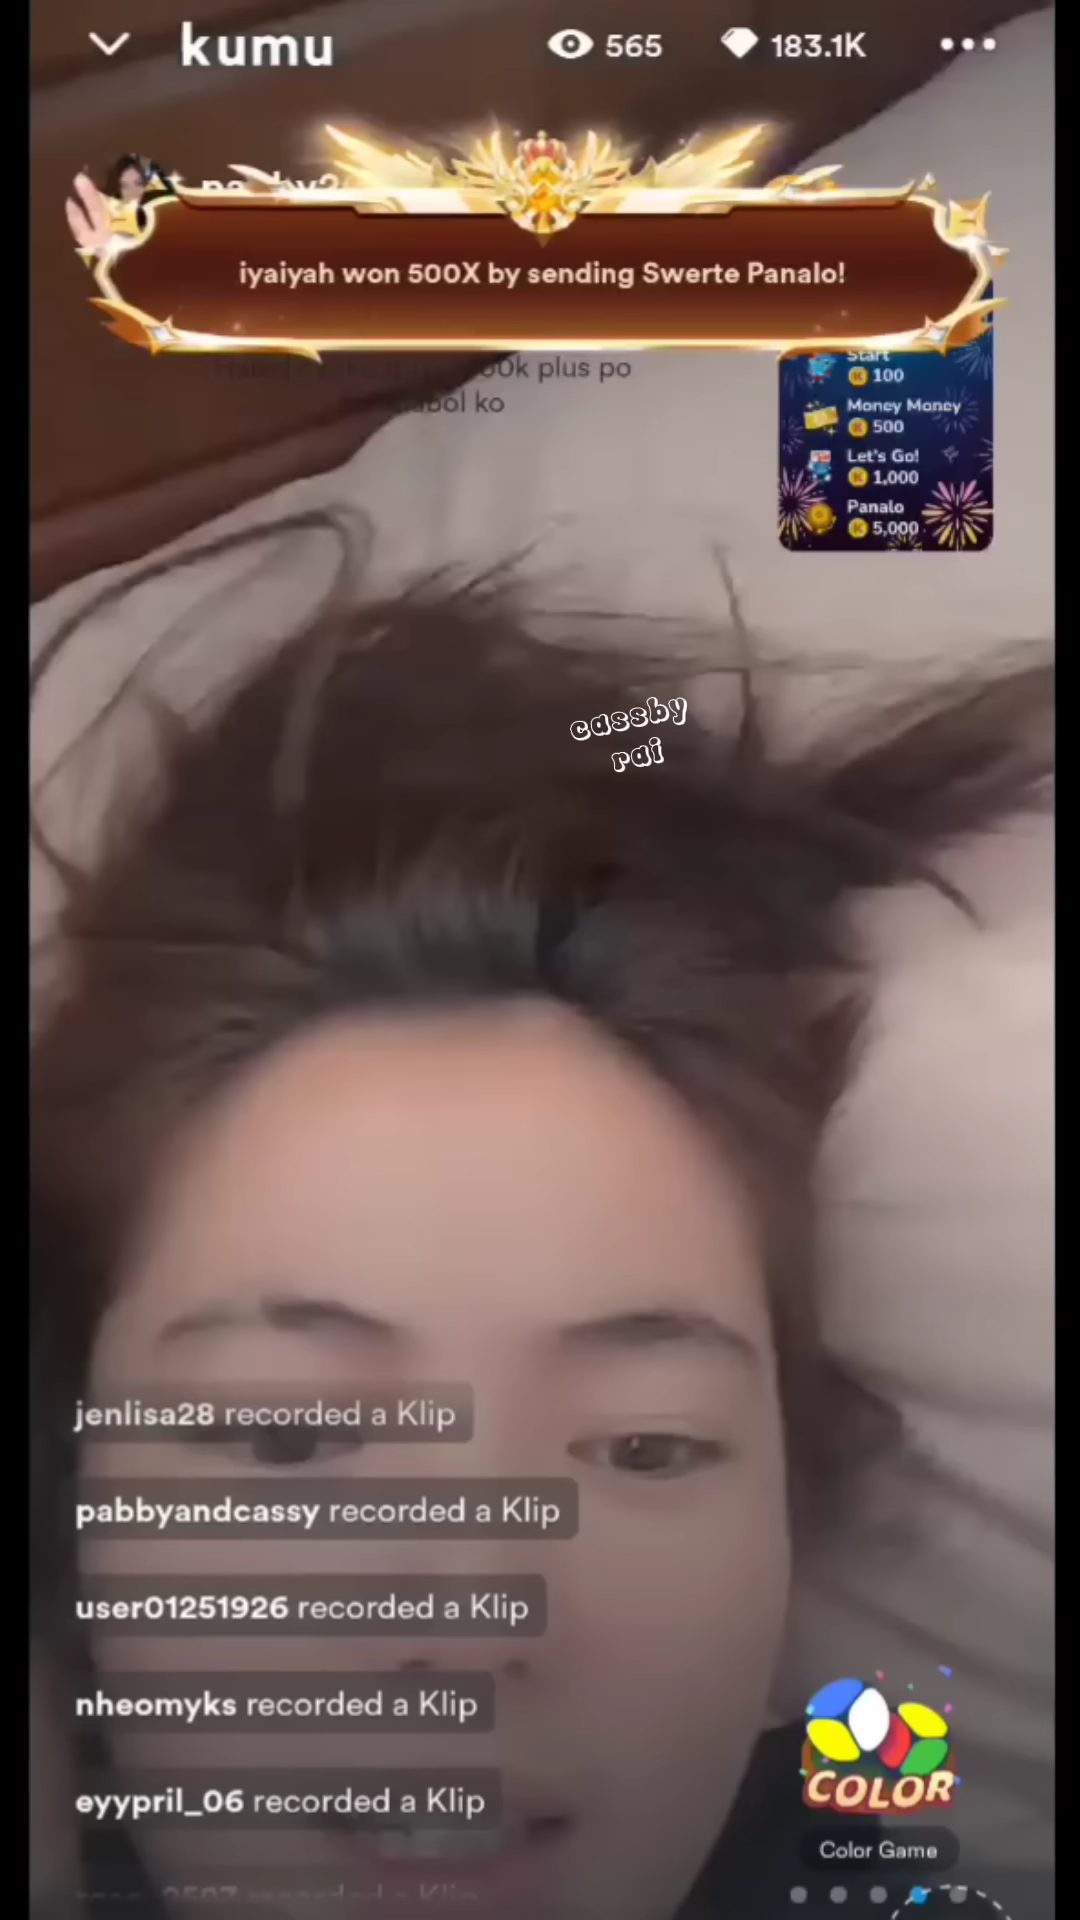 kumu
565
183.1K
iyaiyah won 500X by sending Swerte Panalo!
plus po
ko
Start
100
Money Money
500
Let's Go!
1,000
Panalo
5,000
cassby
rai
jenlisa28 recorded a Klip
pabbyandcassy recorded a Klip
user01251926 recorded a Klip
nheomyks recorded a Klip
eyypril_06 recorded a Klip
recorded a Klip
COLOR
Color Game